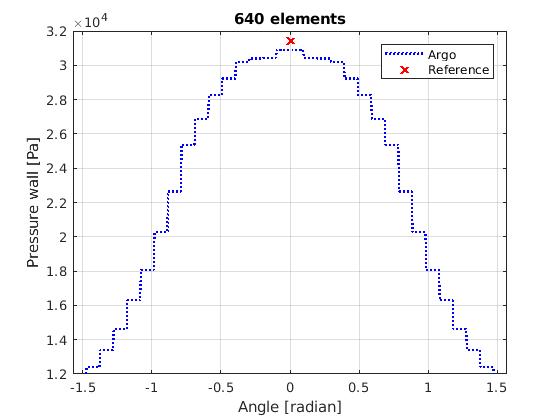 640 elements
×10⁴
3.2
3
2.8
2.6
2.4
2.2
2
1.8
1.6
1.4
1.2
Pressure wall [Pa]
Argo
Reference
-1.5 -1 -0.5 0 0.5 1 1.5
Angle [radian]